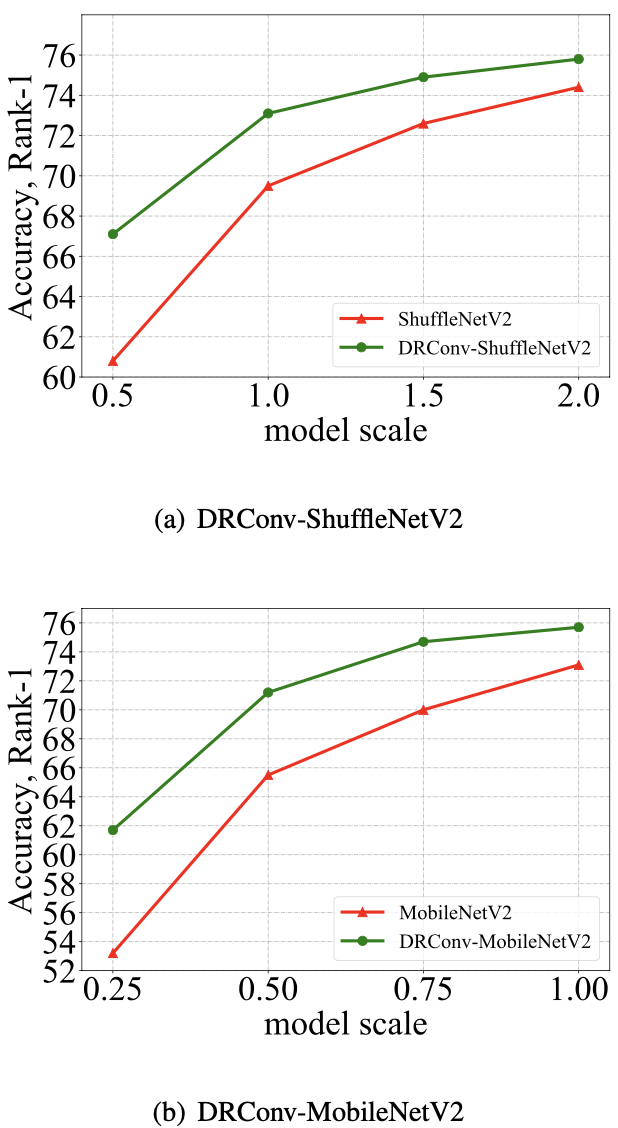 76
74
72
70
68
66
64
62
60
Accuracy, Rank-1
ShuffleNetV2
DRConv-ShuffleNetV2
0.5 1.0 1.5 2.0
model scale
(a) DRConv-ShuffleNetV2
76
74
72
70
68
66
64
62
60
58
56
54
52
Accuracy, Rank-1
MobileNetV2
DRConv-MobileNetV2
0.25 0.50 0.75 1.00
model scale
(b) DRConv-MobileNetV2